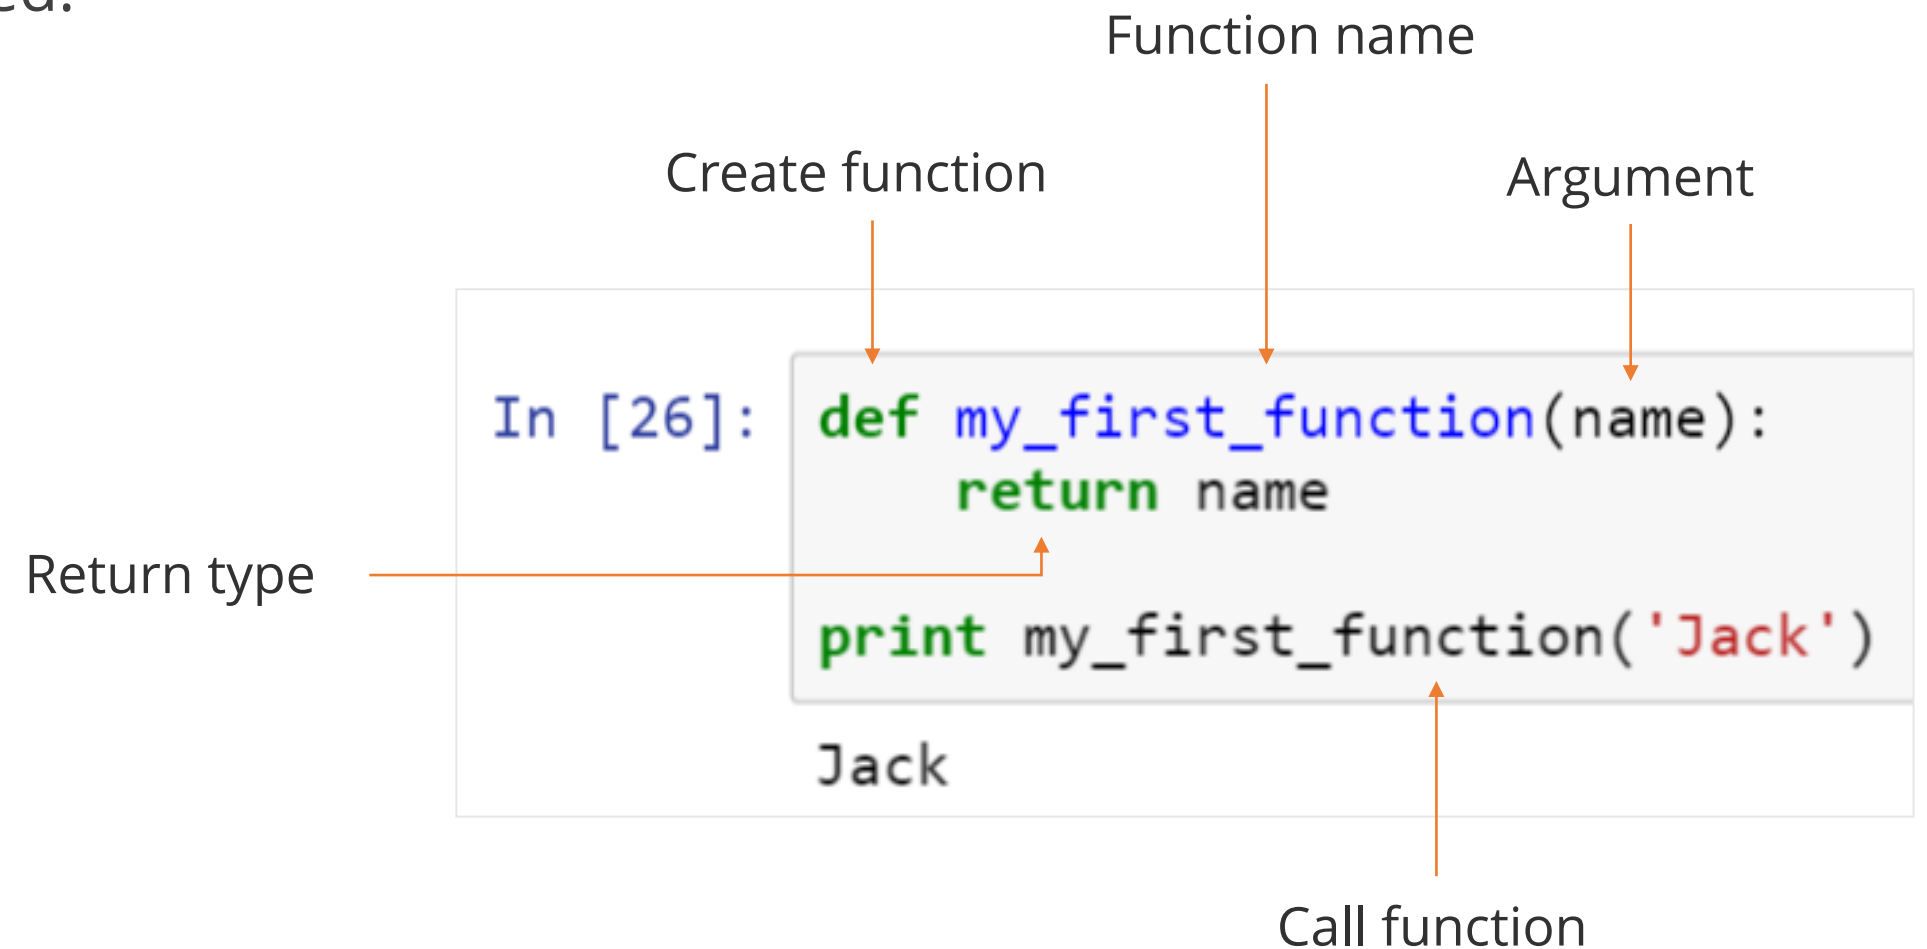 ed.
Function name
Create function
Argument
In [26]: def my_first_function(name):
return name
Return type
print my_first_function('Jack')
Jack
Call function